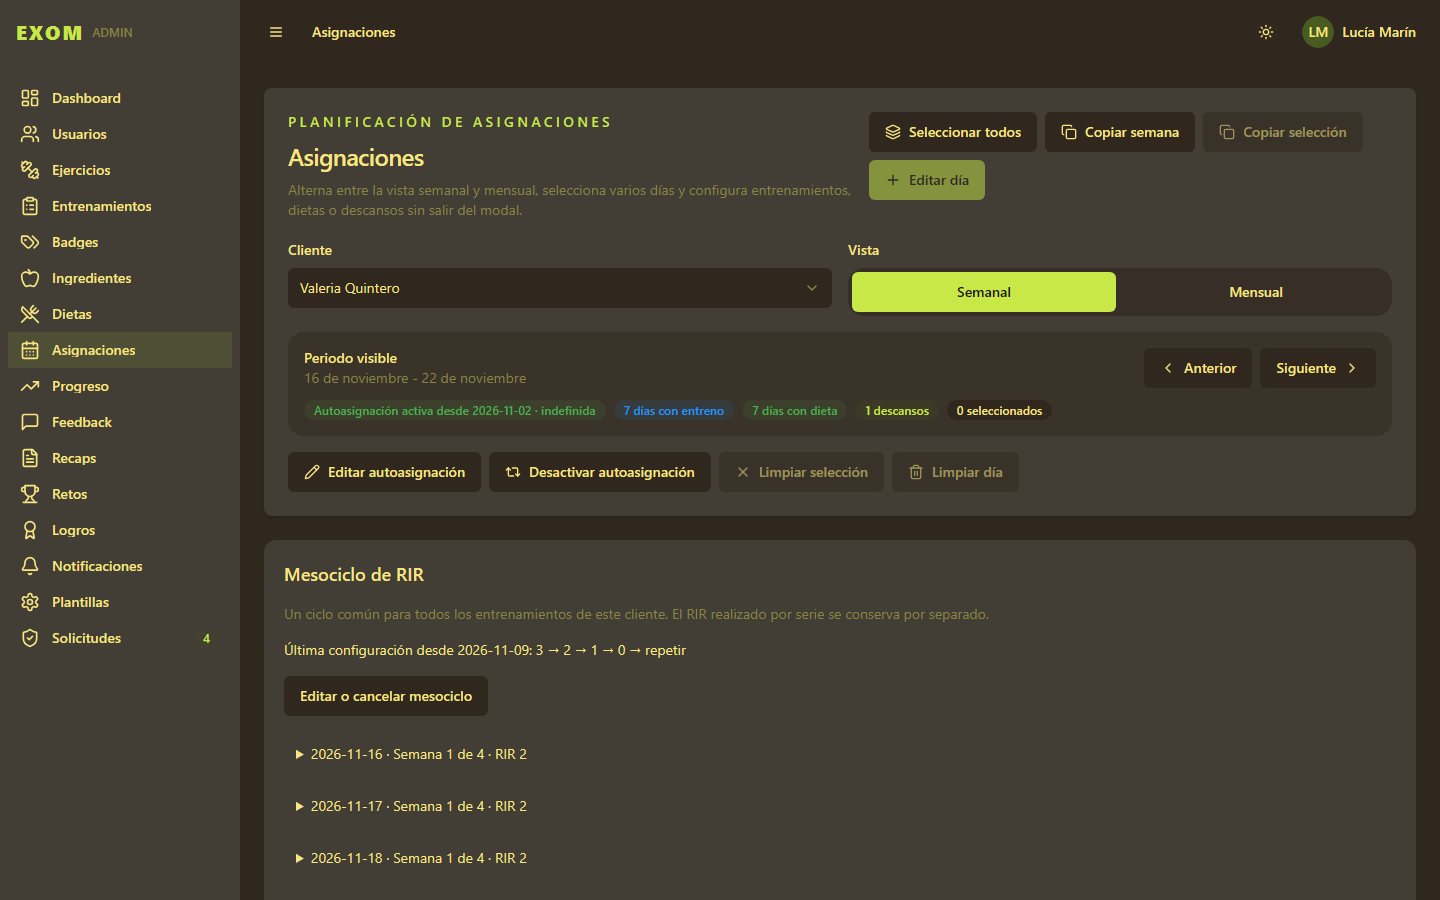 EXOM ADMIN
Asignaciones
LM Lucía Marín
Dashboard
Usuarios
Ejercicios
Entrenamientos
Badges
Ingredientes
Dietas
Asignaciones
Progreso
Feedback
Recaps
Retos
Logros
Notificaciones
Plantillas
Solicitudes 4
PLANIFICACIÓN DE ASIGNACIONES
Asignaciones
Alterna entre la vista semanal y mensual, selecciona varios días y configura entrenamientos,
dietas o descansos sin salir del modal.
Seleccionar todos Copiar semana Copiar selección
Editar día
Cliente
Valeria Quintero
Vista
Semanal Mensual
Periodo visible
16 de noviembre - 22 de noviembre
Anterior Siguiente
Autoasignación activa desde 2026-11-02 · indefinida 7 días con entreno 7 días con dieta 1 descansos 0 seleccionados
Editar autoasignación Desactivar autoasignación Limpiar selección Limpiar día
Mesociclo de RIR
Un ciclo común para todos los entrenamientos de este cliente. El RIR realizado por serie se conserva por separado.
Última configuración desde 2026-11-09: 3 → 2 → 1 → 0 → repetir
Editar o cancelar mesociclo
▶ 2026-11-16 · Semana 1 de 4 · RIR 2
▶ 2026-11-17 · Semana 1 de 4 · RIR 2
▶ 2026-11-18 · Semana 1 de 4 · RIR 2